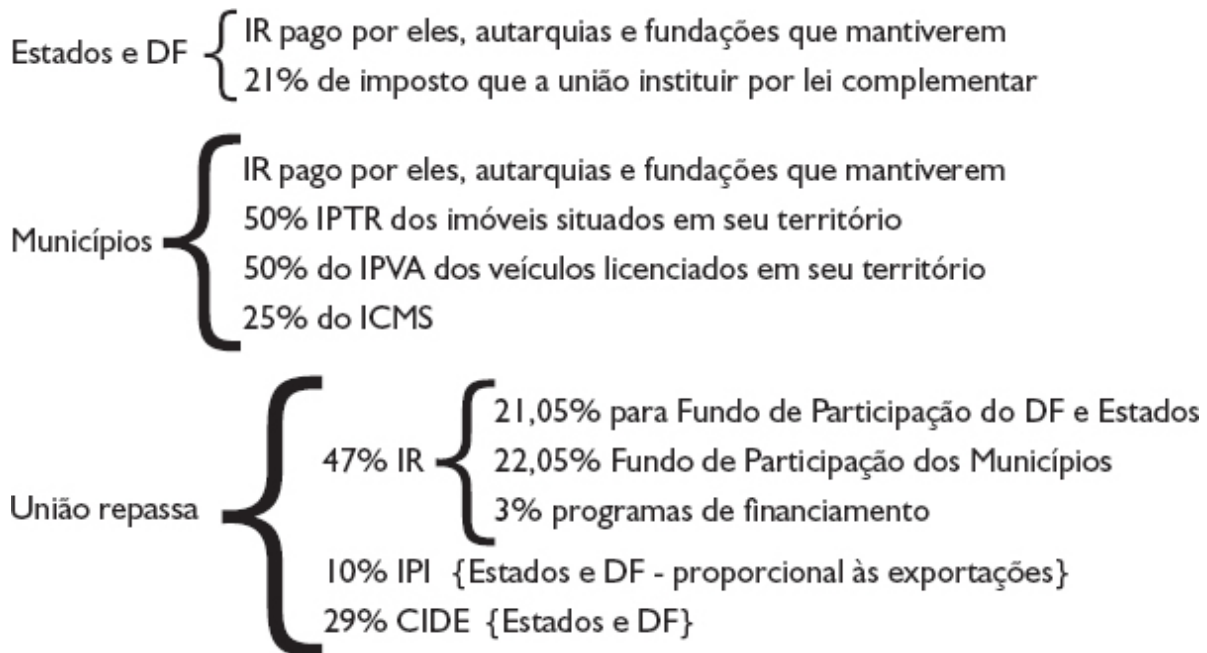 Estados e DF
IR pago por eles, autarquias e fundações que mantiverem
21% de imposto que a união instituir por lei complementar
Municípios
IR pago por eles, autarquias e fundações que mantiverem
50% IPTR dos imóveis situados em seu território
50% do IPVA dos veículos licenciados em seu território
25% do ICMS
União repassa
47% IR
21,05% para Fundo de Participação do DF e Estados
22,05% Fundo de Participação dos Municípios
3% programas de financiamento
10% IPI {Estados e DF - proporcional às exportações}
29% CIDE {Estados e DF}